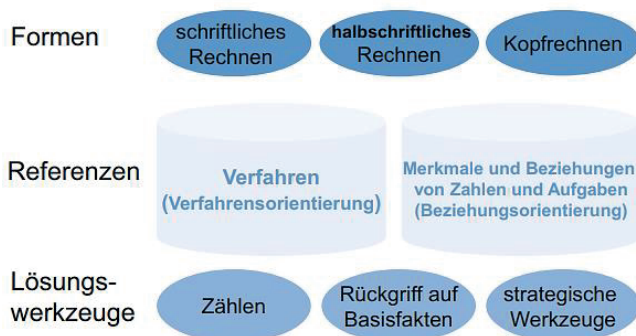 Formen
schriftliches
Rechnen
halbschriftliches
Rechnen
Kopfrechnen
Referenzen
Verfahren
(Verfahrensorientierung)
Merkmale und Beziehungen
von Zahlen und Aufgaben
(Beziehungsorientierung)
Lösungs-
werkzeuge
Zählen
Rückgriff auf
Basisfakten
strategische
Werkzeuge